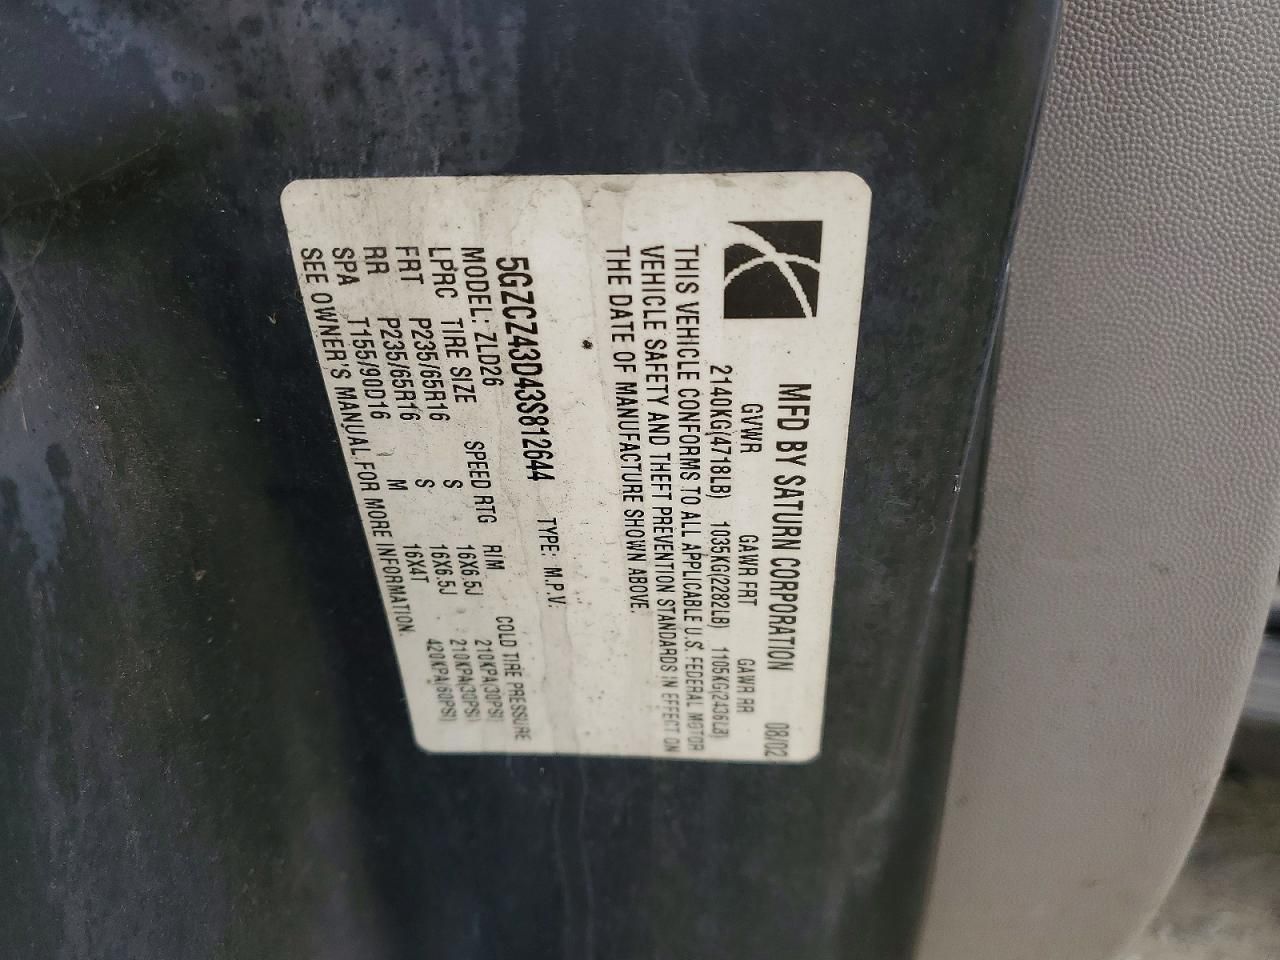 MFD BY SATURN CORPORATION 08/02
GVWR GAWR FRT GAWR RR
2140KG(4718LB) 1035KG(2282LB) 1105KG(2436LB)
THIS VEHICLE CONFORMS TO ALL APPLICABLE U.S. FEDERAL MOTOR
VEHICLE SAFETY AND THEFT PREVENTION STANDARDS IN EFFECT ON
THE DATE OF MANUFACTURE SHOWN ABOVE.
5GZCZ43D43S812644 TYPE: M.P.V.
MODEL: ZLD26
LPRC TIRE SIZE SPEED RTG RIM COLD TIRE PRESSURE
FRT P235/65R16 S 16X6.5J 210KPA(30PSI)
RR P235/65R16 S 16X6.5J 210KPA(30PSI)
SPA T155/90D16 M 16X4T 420KPA(60PSI)
SEE OWNER'S MANUAL FOR MORE INFORMATION.